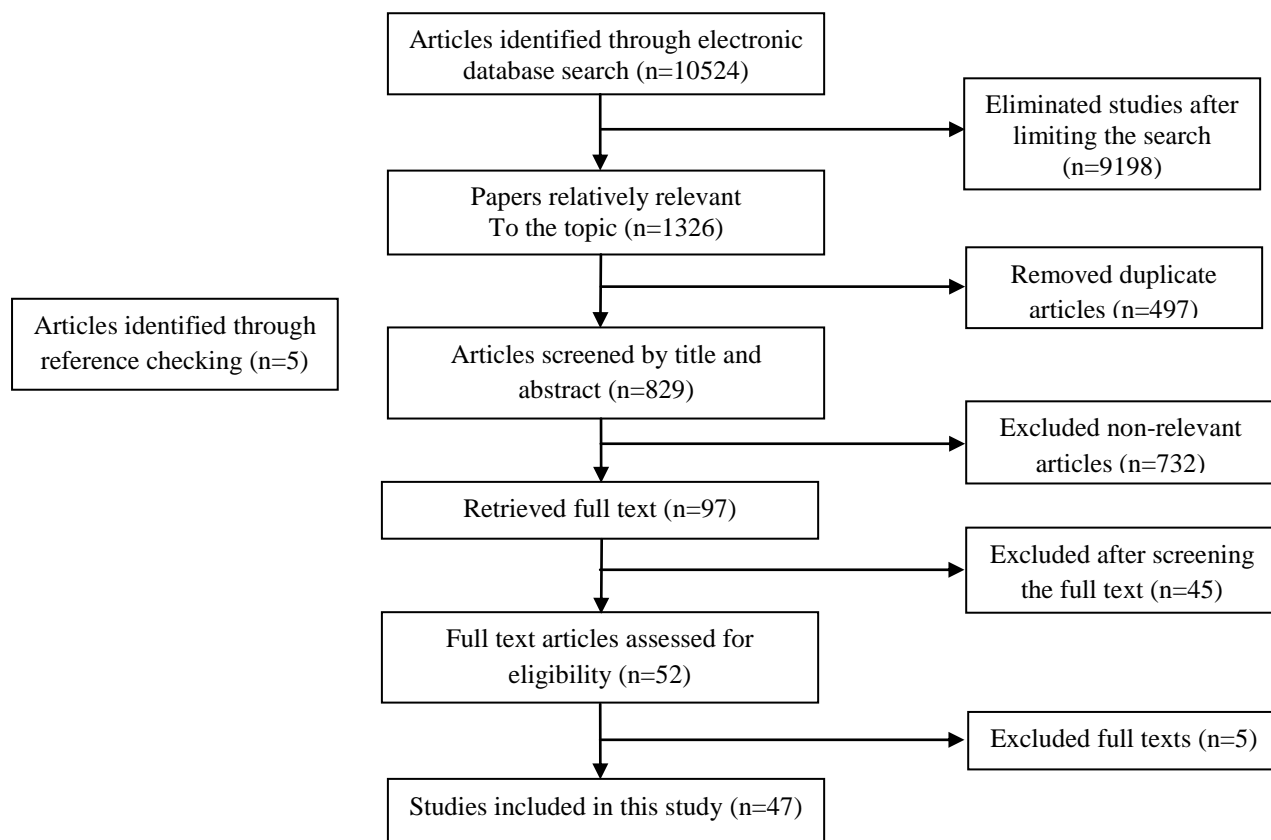 Articles identified through electronic
database search (n=10524)
Eliminated studies after
limiting the search
(n=9198)
Papers relatively relevant
To the topic (n=1326)
Removed duplicate
articles (n=497)
Articles identified through
reference checking (n=5)
Articles screened by title and
abstract (n=829)
Excluded non-relevant
articles (n=732)
Retrieved full text (n=97)
Excluded after screening
the full text (n=45)
Full text articles assessed for
eligibility (n=52)
Excluded full texts (n=5)
Studies included in this study (n=47)